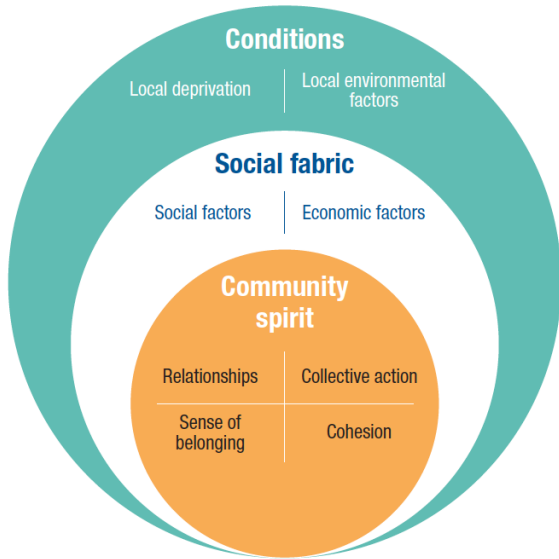 Conditions
Local deprivation
Local environmental
factors
Social fabric
Social factors
Economic factors
Community
spirit
Relationships
Collective action
Sense of
belonging
Cohesion